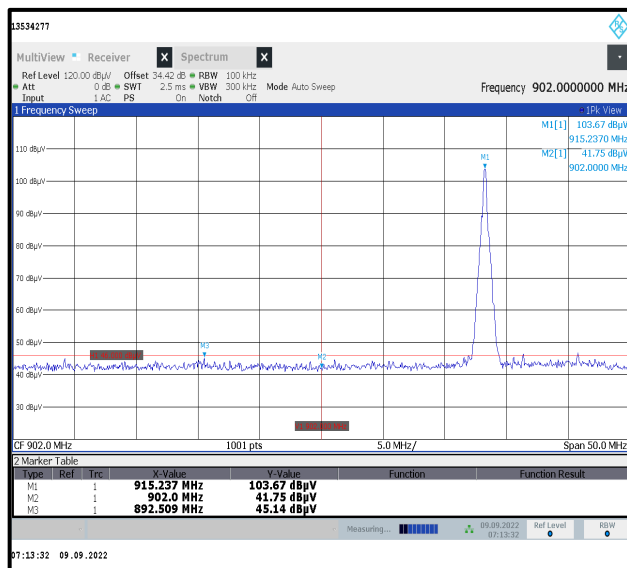 13534277
MultiView Receiver X Spectrum X
Ref Level 120.00 dBµV Offset 34.42 dB RBW 100 kHz
Att 0 dB SWT 2.5 ms VBW 300 kHz Mode Auto Sweep Frequency 902.0000000 MHz
Input 1 AC PS On Notch Off
1 Frequency Sweep 1Pk View
M1[1] 103.67 dBµV
915.2370 MHz
M2[1] 41.75 dBµV
902.0000 MHz
110 dBµV
M1
100 dBµV
90 dBµV
80 dBµV
70 dBµV
60 dBµV
50 dBµV
M3
M2
40 dBµV
30 dBµV
CF 902.0 MHz 1001 pts 5.0 MHz/ Span 50.0 MHz
2 Marker Table
Type Ref Trc X-Value Y-Value Function Function Result
M1 1 915.237 MHz 103.67 dBµV
M2 1 902.0 MHz 41.75 dBµV
M3 1 892.509 MHz 45.14 dBµV
Measuring... 09.09.2022 07:13:32 Ref Level 0 RBW 0
07:13:32 09.09.2022